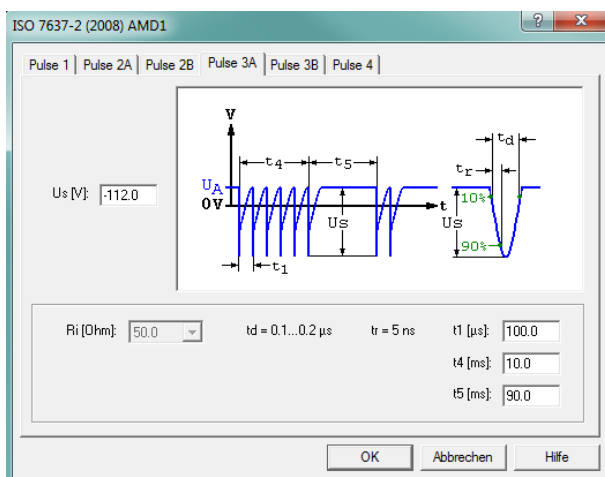 ISO 7637-2 (2008) AMD1
Pulse 1 Pulse 2A Pulse 2B Pulse 3A Pulse 3B Pulse 4
V
t4 t5
td
tr
Us [V]: -112.0
UA
0V
t
10%
Us
Us
90%
t1
Ri [Ohm]: 50.0 td = 0.1...0.2 µs tr = 5 ns t1 [µs]: 100.0
t4 [ms]: 10.0
t5 [ms]: 90.0
OK Abbrechen Hilfe